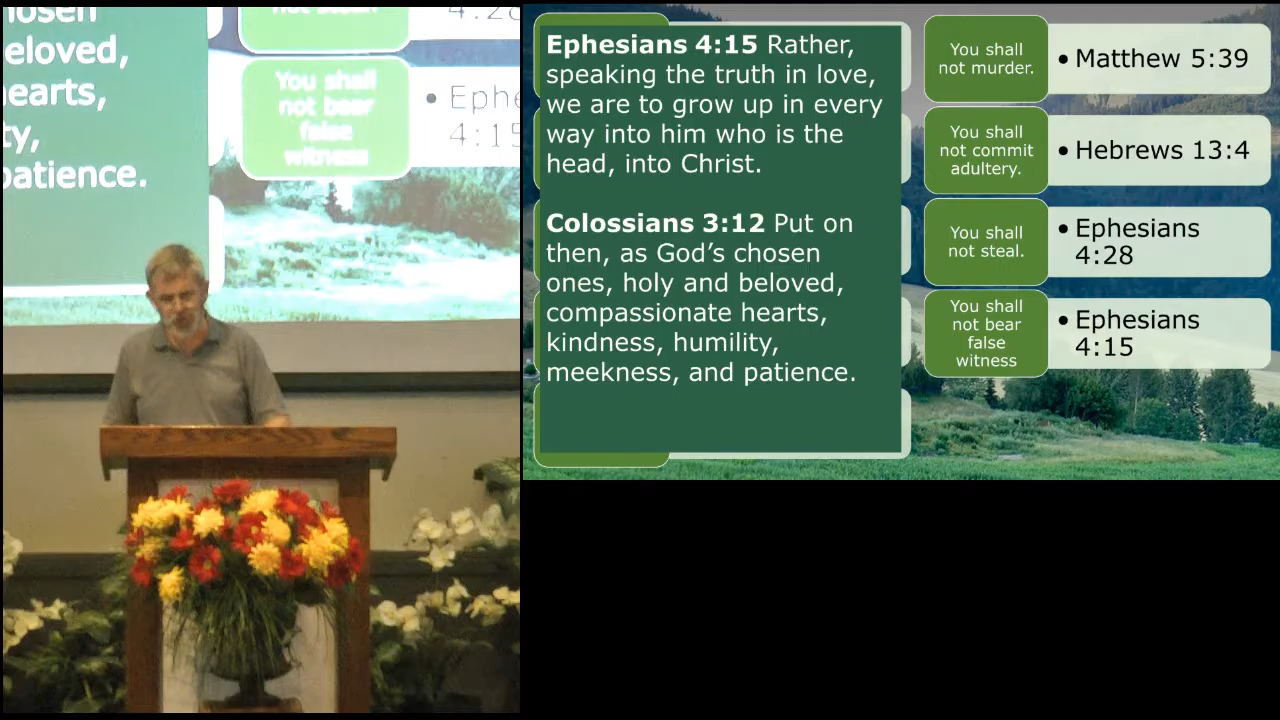 hosen
eloved,
earts,
ty,
patience.
You shall
not bear
false
witness
Ephe
4:15
Ephesians 4:15 Rather,
speaking the truth in love,
we are to grow up in every
way into him who is the
head, into Christ.
Colossians 3:12 Put on
then, as God’s chosen
ones, holy and beloved,
compassionate hearts,
kindness, humility,
meekness, and patience.
You shall
not murder.
• Matthew 5:39
You shall
not commit
adultery.
• Hebrews 13:4
You shall
not steal.
• Ephesians
4:28
You shall
not bear
false
witness
• Ephesians
4:15